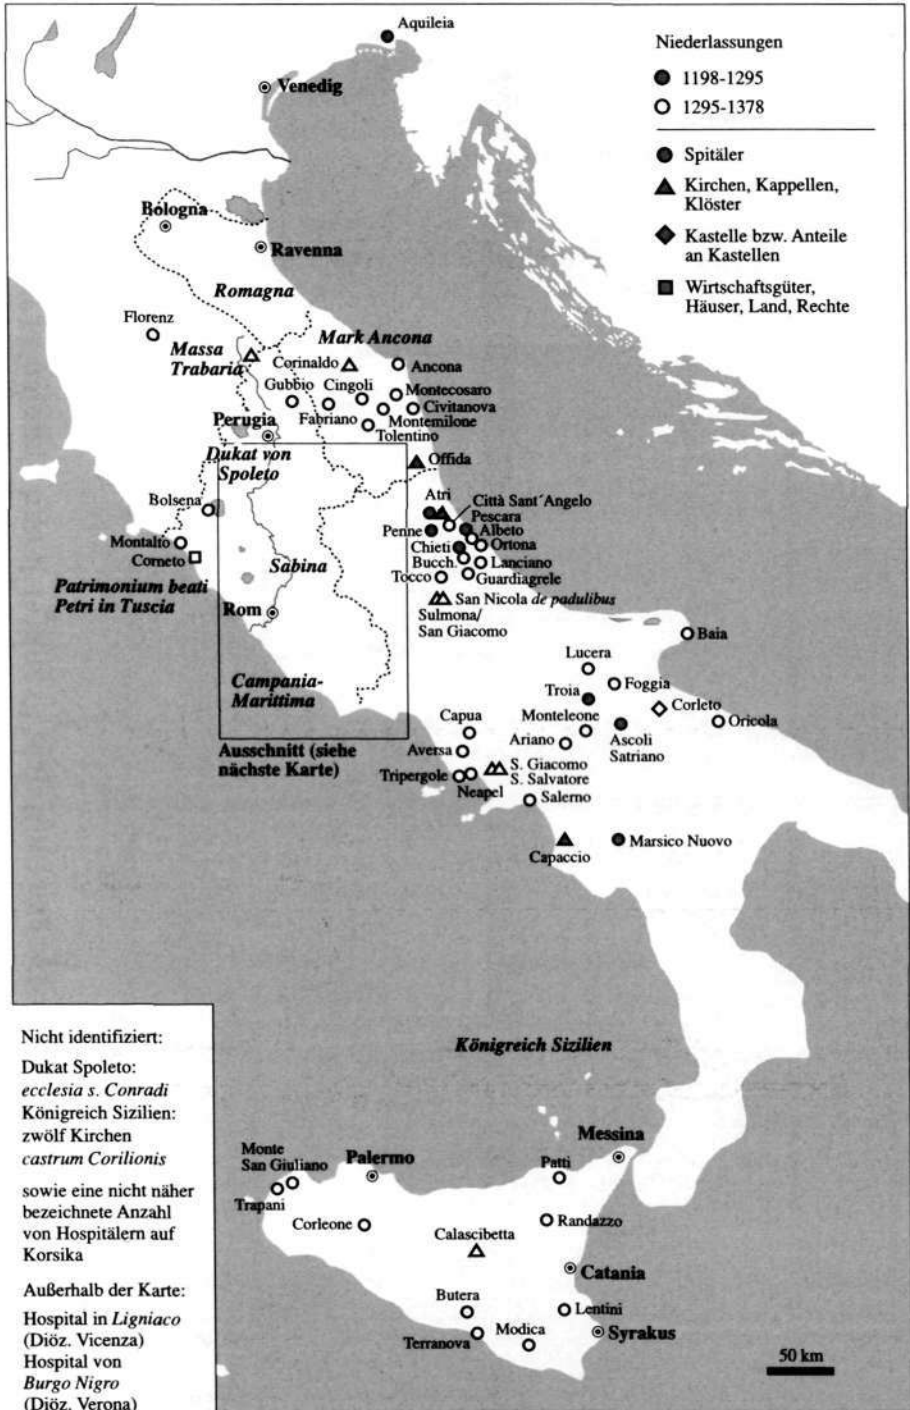 Aquileia
Niederlassungen
1198-1295
1295-1378
Venedig
Spitäler
Kirchen, Kappellen,
Klöster
Kastelle bzw. Anteile
an Kastellen
Wirtschaftsgüter,
Häuser, Land, Rechte
Bologna
Ravenna
Romagna
Florenz
Massa
Trabaria
Mark Ancona
Corinaldo
Ancona
Gubbio
Cingoli
Montecosaro
Fabriano
Civitanova
Montemilone
Tolentino
Perugia
Dukat von
Spoleto
Offida
Bolsena
Atri
Città Sant´Angelo
Pescara
Penne
Albeto
Chieti
Ortona
Montalto
Corneto
Bucch.
Lanciano
Sabina
Tocco
Guardiagrele
Patrimonium beati
Petri in Tuscia
San Nicola de padulibus
Rom
Sulmona/
San Giacomo
Baia
Lucera
Campania-
Marittima
Troia
Foggia
Corleto
Oricola
Capua
Monteleone
Ausschnitt (siehe
nächste Karte)
Aversa
Ariano
Ascoli
Satriano
S. Giacomo
S. Salvatore
Tripergole
Neapel
Salerno
Capaccio
Marsico Nuovo
Nicht identifiziert:
Dukat Spoleto:
ecclesia s. Conradi
Königreich Sizilien:
zwölf Kirchen
castrum Corilionis
sowie eine nicht näher
bezeichnete Anzahl
von Hospitälern auf
Korsika
Außerhalb der Karte:
Hospital in Ligniaco
(Diöz. Vicenza)
Hospital von
Burgo Nigro
(Diöz. Verona)
Königreich Sizilien
Monte
San Giuliano
Palermo
Messina
Patti
Trapani
Corleone
Randazzo
Calascibetta
Catania
Butera
Lentini
Terranova
Modica
Syrakus
50 km